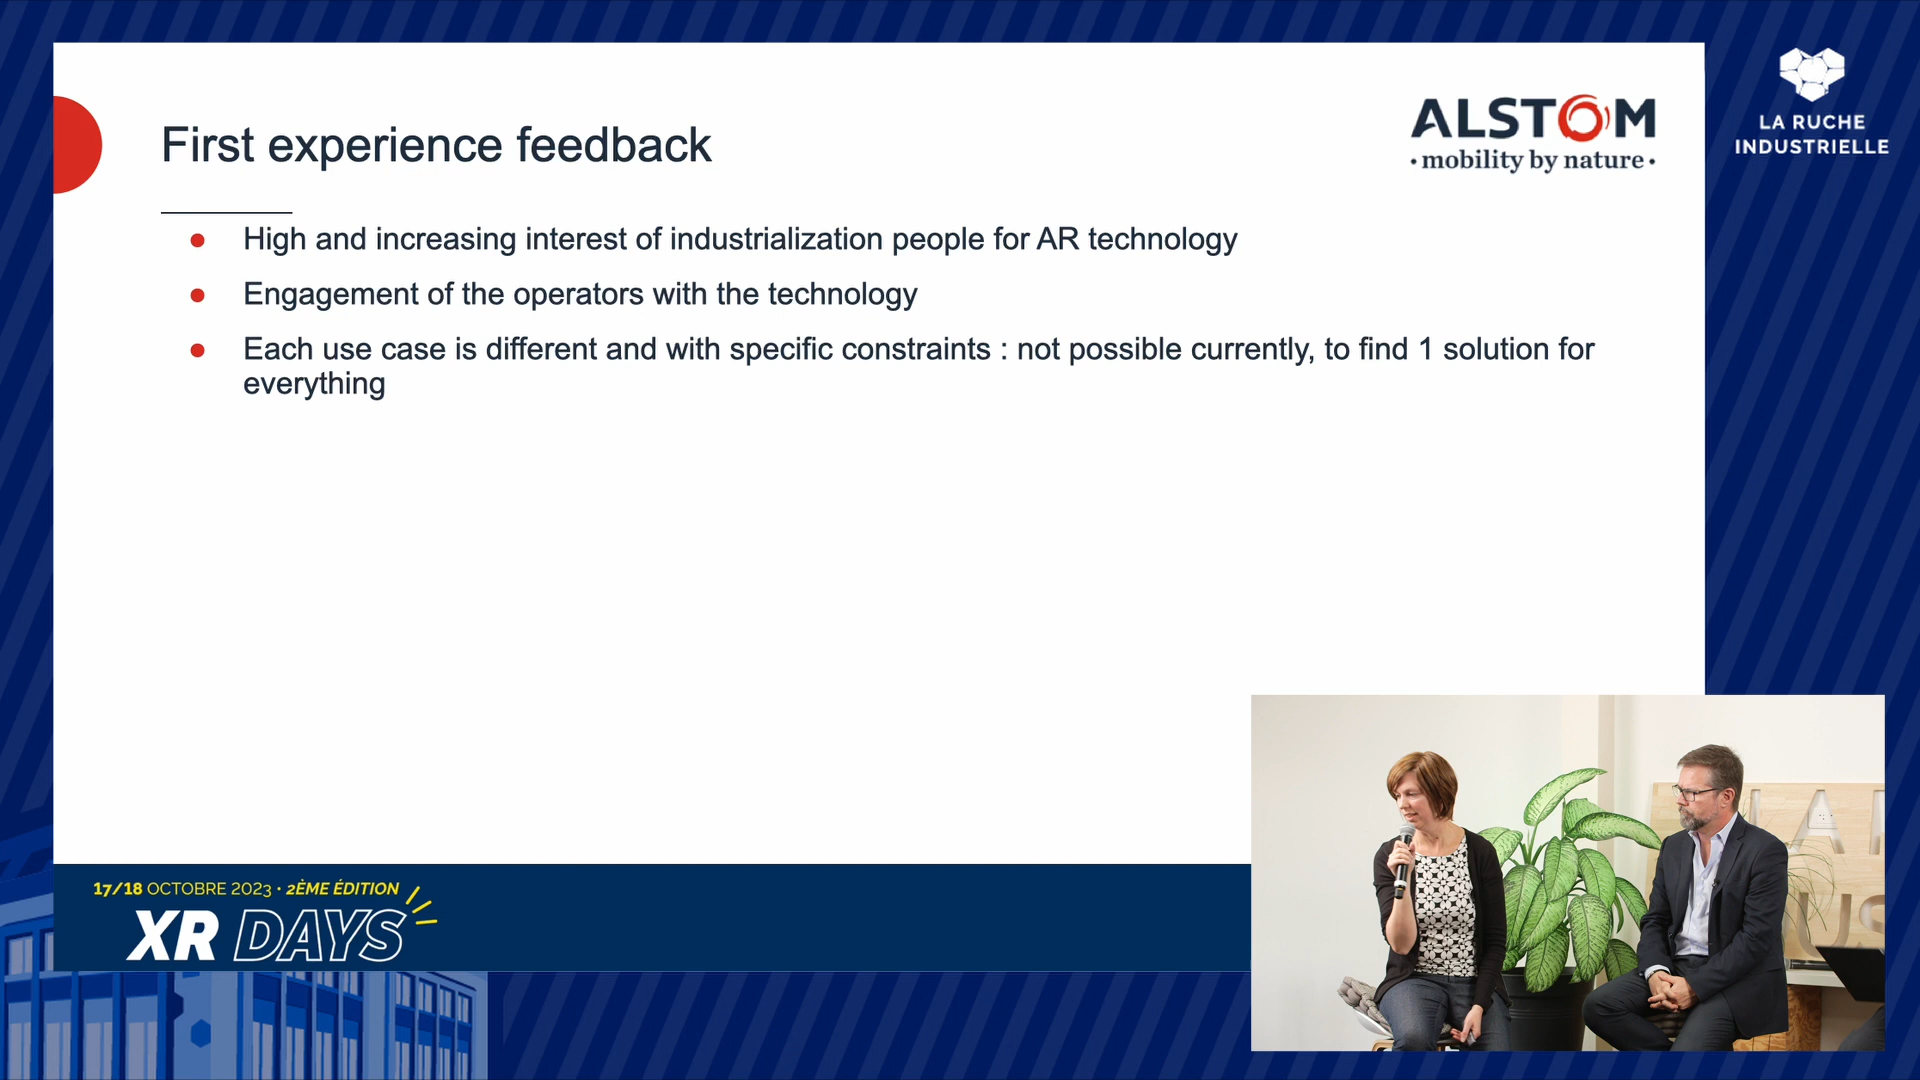 First experience feedback
ALSTOM
• mobility by nature •
LA RUCHE
INDUSTRIELLE
• High and increasing interest of industrialization people for AR technology
• Engagement of the operators with the technology
• Each use case is different and with specific constraints : not possible currently, to find 1 solution for
everything
17/18 OCTOBRE 2023 • 2ÈME ÉDITION
XR DAYS